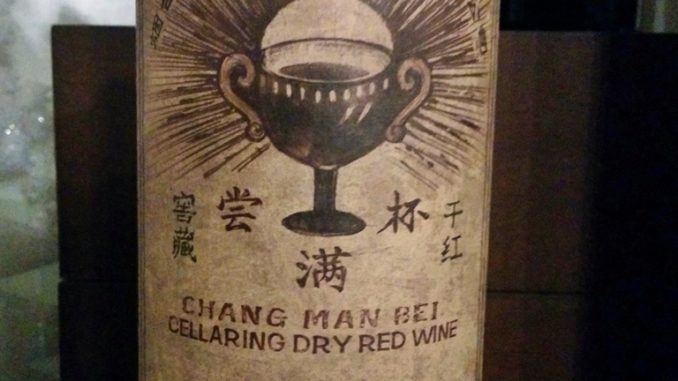 窖藏
尝满杯
干红
CHANG MAN BEI
CELLARING DRY RED WINE